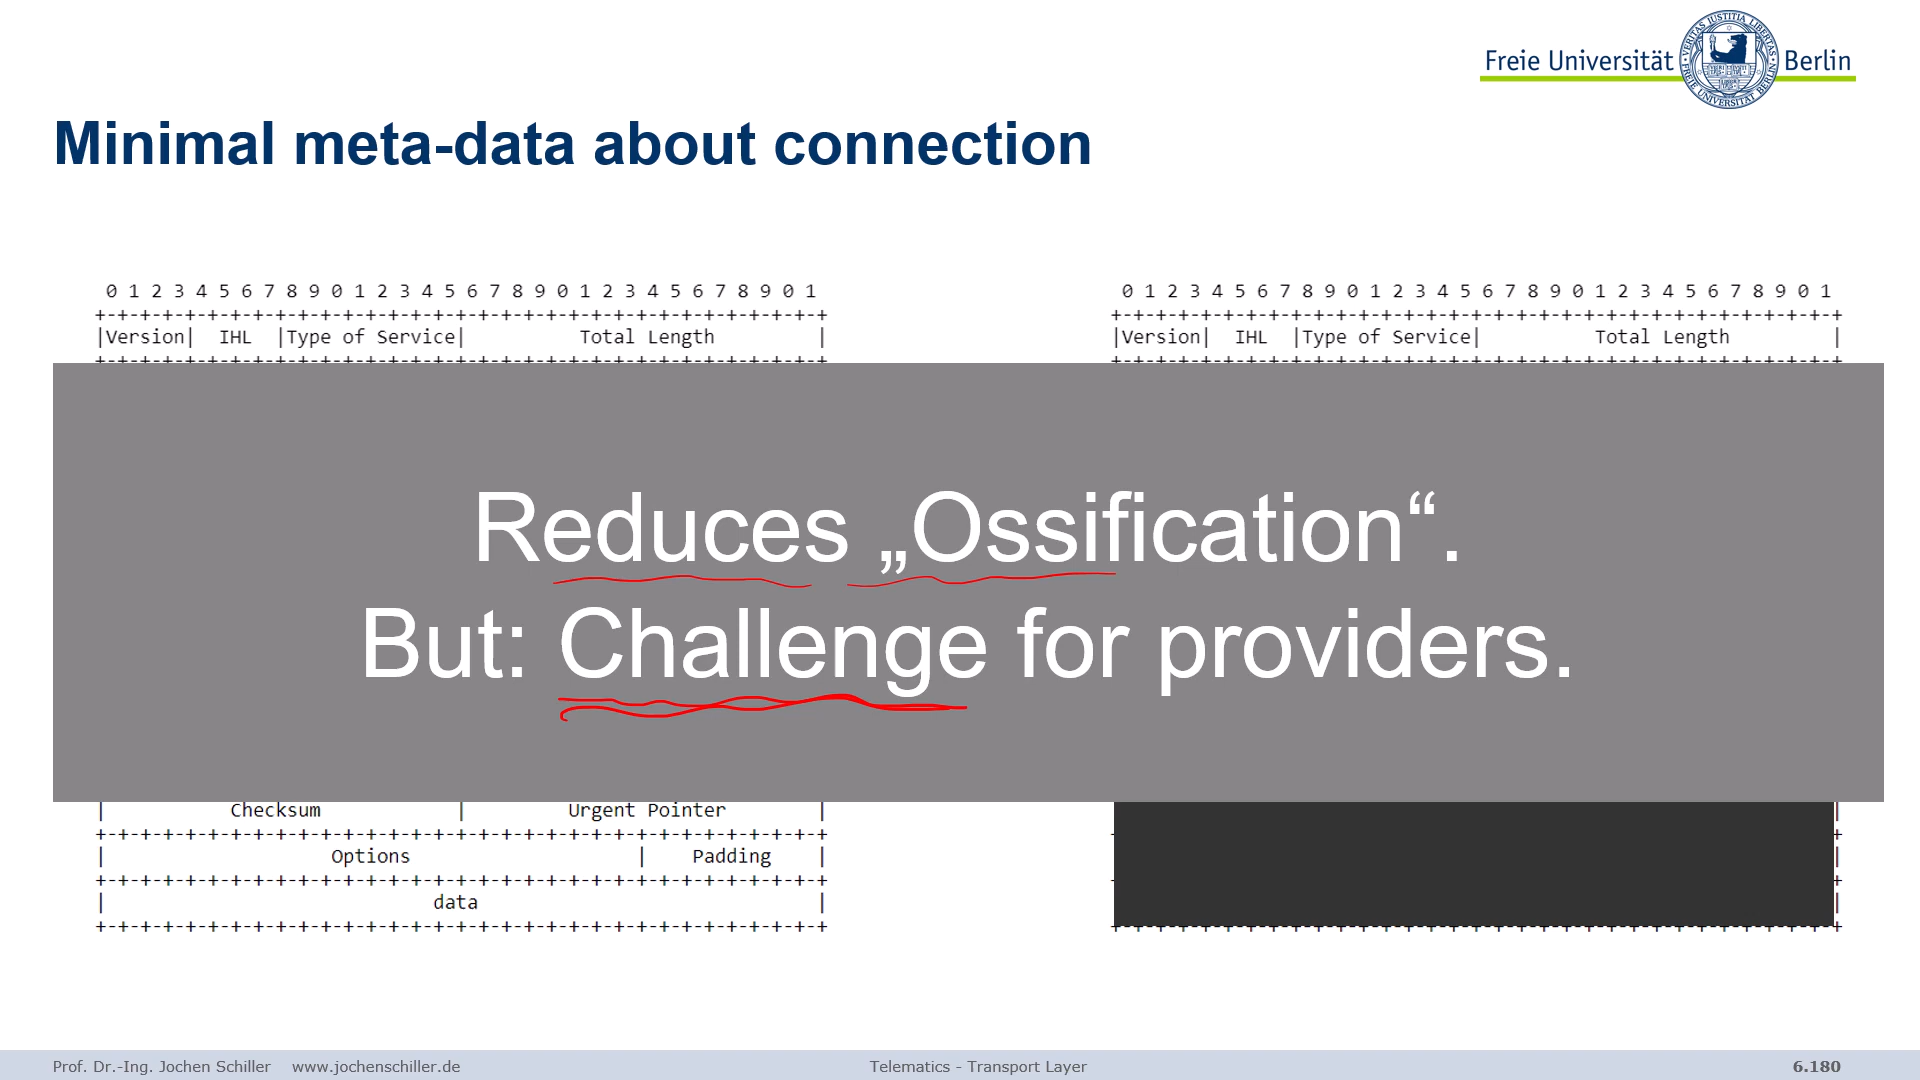 Freie Universität Berlin
Minimal meta-data about connection
0 1 2 3 4 5 6 7 8 9 0 1 2 3 4 5 6 7 8 9 0 1 2 3 4 5 6 7 8 9 0 1
+-+-+-+-+-+-+-+-+-+-+-+-+-+-+-+-+-+-+-+-+-+-+-+-+-+-+-+-+-+-+-+-+
|Version| IHL |Type of Service| Total Length |
+-+-+-+-+-+-+-+-+-+-+-+-+-+-+-+-+-+-+-+-+-+-+-+-+-+-+-+-+-+-+-+-+
0 1 2 3 4 5 6 7 8 9 0 1 2 3 4 5 6 7 8 9 0 1 2 3 4 5 6 7 8 9 0 1
+-+-+-+-+-+-+-+-+-+-+-+-+-+-+-+-+-+-+-+-+-+-+-+-+-+-+-+-+-+-+-+-+
|Version| IHL |Type of Service| Total Length |
+-+-+-+-+-+-+-+-+-+-+-+-+-+-+-+-+-+-+-+-+-+-+-+-+-+-+-+-+-+-+-+-+
Reduces „Ossification“.
But: Challenge for providers.
| Checksum | Urgent Pointer |
+-+-+-+-+-+-+-+-+-+-+-+-+-+-+-+-+-+-+-+-+-+-+-+-+-+-+-+-+-+-+-+-+
| Options | Padding |
+-+-+-+-+-+-+-+-+-+-+-+-+-+-+-+-+-+-+-+-+-+-+-+-+-+-+-+-+-+-+-+-+
| data |
+-+-+-+-+-+-+-+-+-+-+-+-+-+-+-+-+-+-+-+-+-+-+-+-+-+-+-+-+-+-+-+-+
Prof. Dr.-Ing. Jochen Schiller www.jochenschiller.de
Telematics - Transport Layer
6.180